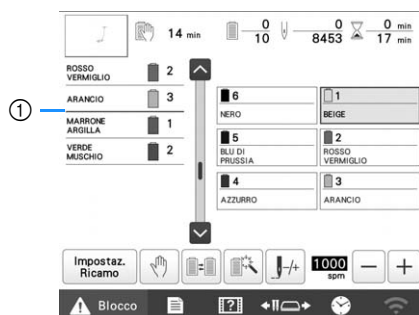 14 min
0
10
0
8453
0 min
17 min
ROSSO
VERMIGLIO
2
ARANCIO
3
①
MARRONE
ARGILLA
1
VERDE
MUSCHIO
2
6
NERO
1
BEIGE
5
BLU DI
PRUSSIA
2
ROSSO
VERMIGLIO
4
AZZURRO
3
ARANCIO
Impostaz.
Ricamo
-/+
1000
spm
−
+
Blocco
?